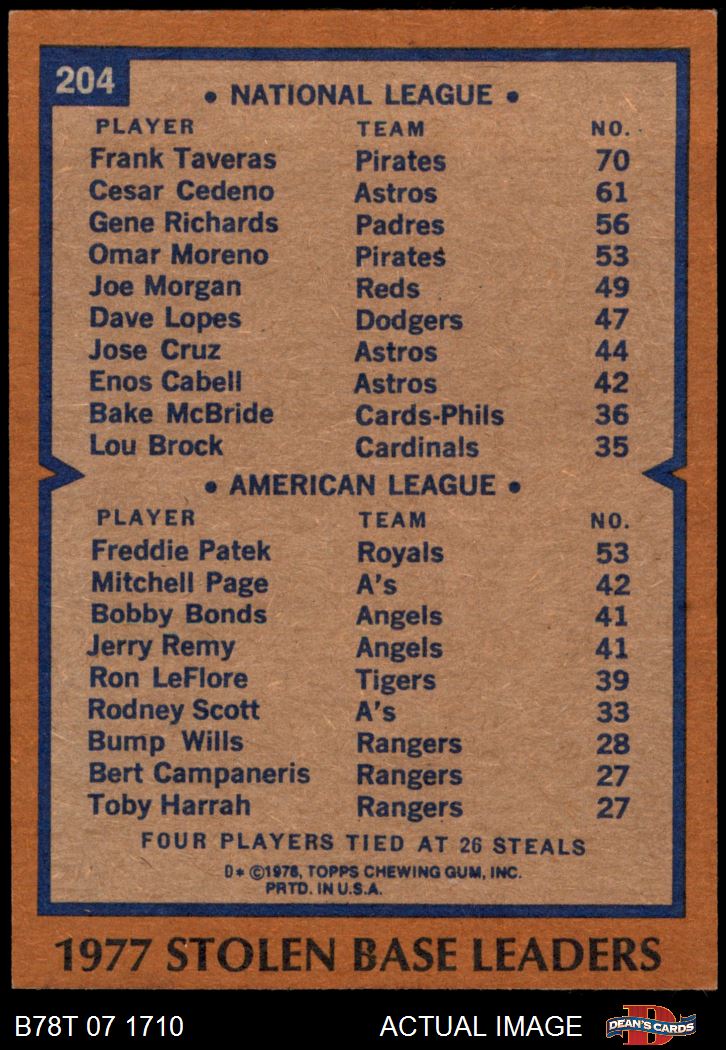 204
• NATIONAL LEAGUE •
PLAYER TEAM NO.
Frank Taveras Pirates 70
Cesar Cedeno Astros 61
Gene Richards Padres 56
Omar Moreno Pirates 53
Joe Morgan Reds 49
Dave Lopes Dodgers 47
Jose Cruz Astros 44
Enos Cabell Astros 42
Bake McBride Cards-Phils 36
Lou Brock Cardinals 35
• AMERICAN LEAGUE •
PLAYER TEAM NO.
Freddie Patek Royals 53
Mitchell Page A's 42
Bobby Bonds Angels 41
Jerry Remy Angels 41
Ron LeFlore Tigers 39
Rodney Scott A's 33
Bump Wills Rangers 28
Bert Campaneris Rangers 27
Toby Harrah Rangers 27
FOUR PLAYERS TIED AT 26 STEALS
D* ©1978, TOPPS CHEWING GUM, INC.
PRTD. IN U.S.A.
1977 STOLEN BASE LEADERS
B78T 07 1710 ACTUAL IMAGE D DEAN'S CARDS